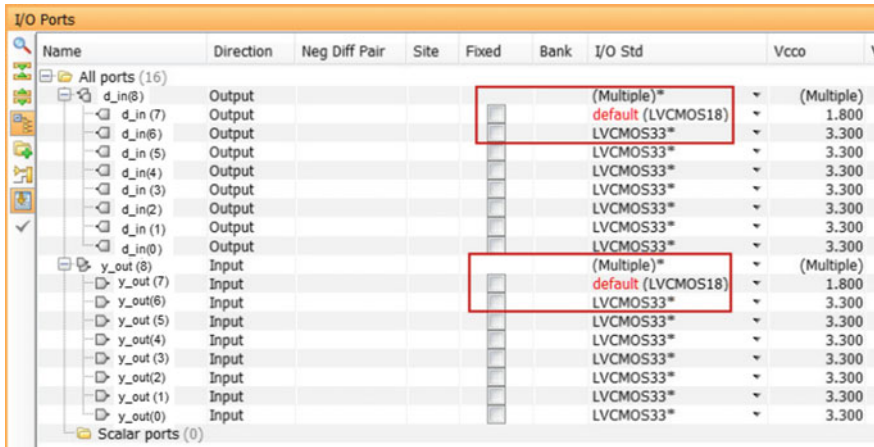 I/O Ports
Name Direction Neg Diff Pair Site Fixed Bank I/O Std Vcco
All ports (16)
d_in(8) Output (Multiple)* (Multiple)
d_in (7) Output default (LVCMOS18) 1.800
d_in(6) Output LVCMOS33* 3.300
d_in (5) Output LVCMOS33* 3.300
d_in(4) Output LVCMOS33* 3.300
d_in (3) Output LVCMOS33* 3.300
d_in(2) Output LVCMOS33* 3.300
d_in (1) Output LVCMOS33* 3.300
d_in(0) Output LVCMOS33* 3.300
y_out (8) Input (Multiple)* (Multiple)
y_out (7) Input default (LVCMOS18) 1.800
y_out(6) Input LVCMOS33* 3.300
y_out (5) Input LVCMOS33* 3.300
y_out(4) Input LVCMOS33* 3.300
y_out (3) Input LVCMOS33* 3.300
y_out(2) Input LVCMOS33* 3.300
y_out (1) Input LVCMOS33* 3.300
y_out(0) Input LVCMOS33* 3.300
Scalar ports (0)